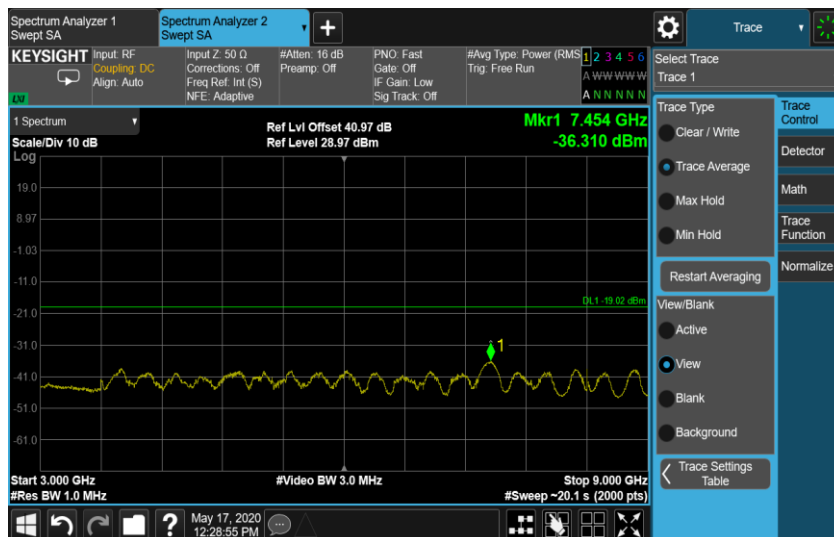 Spectrum Analyzer 1
Swept SA
Spectrum Analyzer 2
Swept SA
+
Trace
KEYSIGHT
LXI
Input: RF
Coupling: DC
Align: Auto
Input Z: 50 Ω
Corrections: Off
Freq Ref: Int (S)
NFE: Adaptive
#Atten: 16 dB
Preamp: Off
PNO: Fast
Gate: Off
IF Gain: Low
Sig Track: Off
#Avg Type: Power (RMS
Trig: Free Run
1 2 3 4 5 6
A W W W W W
A N N N N N
Select Trace
Trace 1
1 Spectrum
Scale/Div 10 dB
Log
Ref Lvl Offset 40.97 dB
Ref Level 28.97 dBm
Mkr1 7.454 GHz
-36.310 dBm
19.0
8.97
-1.03
-11.0
-21.0
-31.0
-41.0
-51.0
-61.0
DL1 -19.02 dBm
1
Start 3.000 GHz
#Res BW 1.0 MHz
#Video BW 3.0 MHz
Stop 9.000 GHz
#Sweep ~20.1 s (2000 pts)
Trace Type
Clear / Write
Trace Average
Max Hold
Min Hold
Restart Averaging
View/Blank
Active
View
Blank
Background
Trace Settings
Table
Trace
Control
Detector
Math
Trace
Function
Normalize
?
May 17, 2020
12:28:55 PM